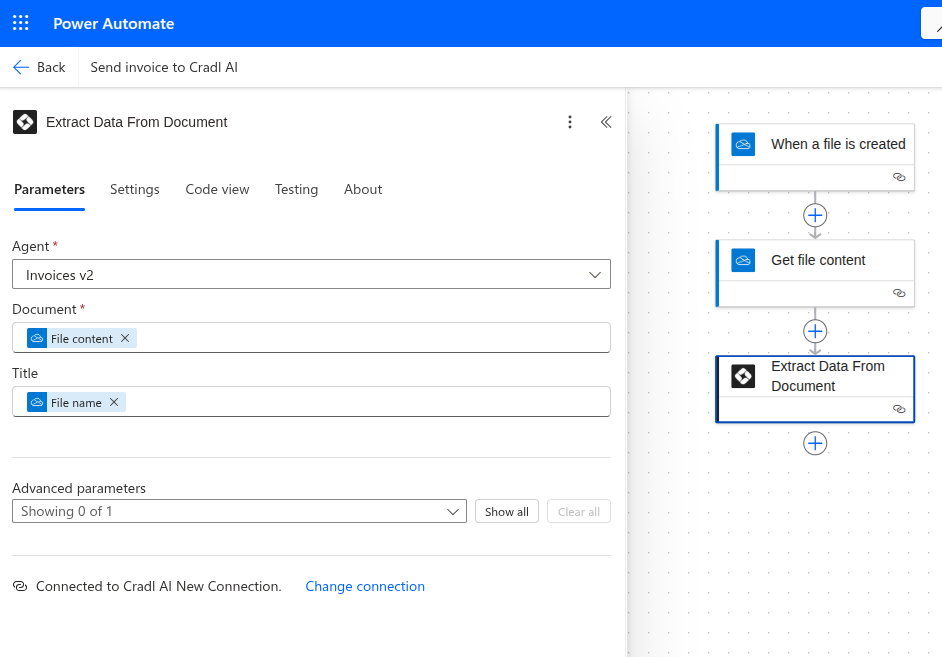 Power Automate
Back
Send invoice to Cradl AI
Extract Data From Document
Parameters
Settings
Code view
Testing
About
Agent *
Invoices v2
Document *
File content
Title
File name
Advanced parameters
Showing 0 of 1
Show all
Clear all
Connected to Cradl AI New Connection.
Change connection
When a file is created
Get file content
Extract Data From
Document